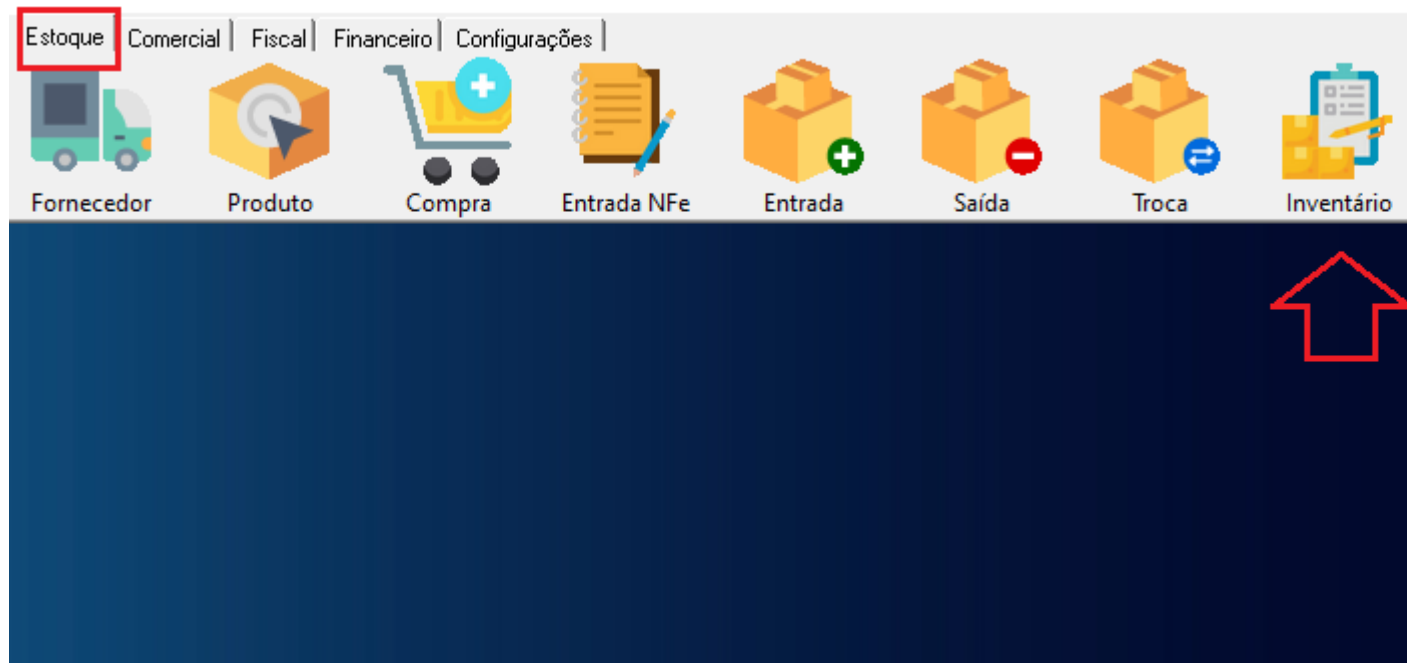 Estoque Comercial Fiscal Financeiro Configurações
Fornecedor Produto Compra Entrada NFe Entrada Saída Troca Inventário